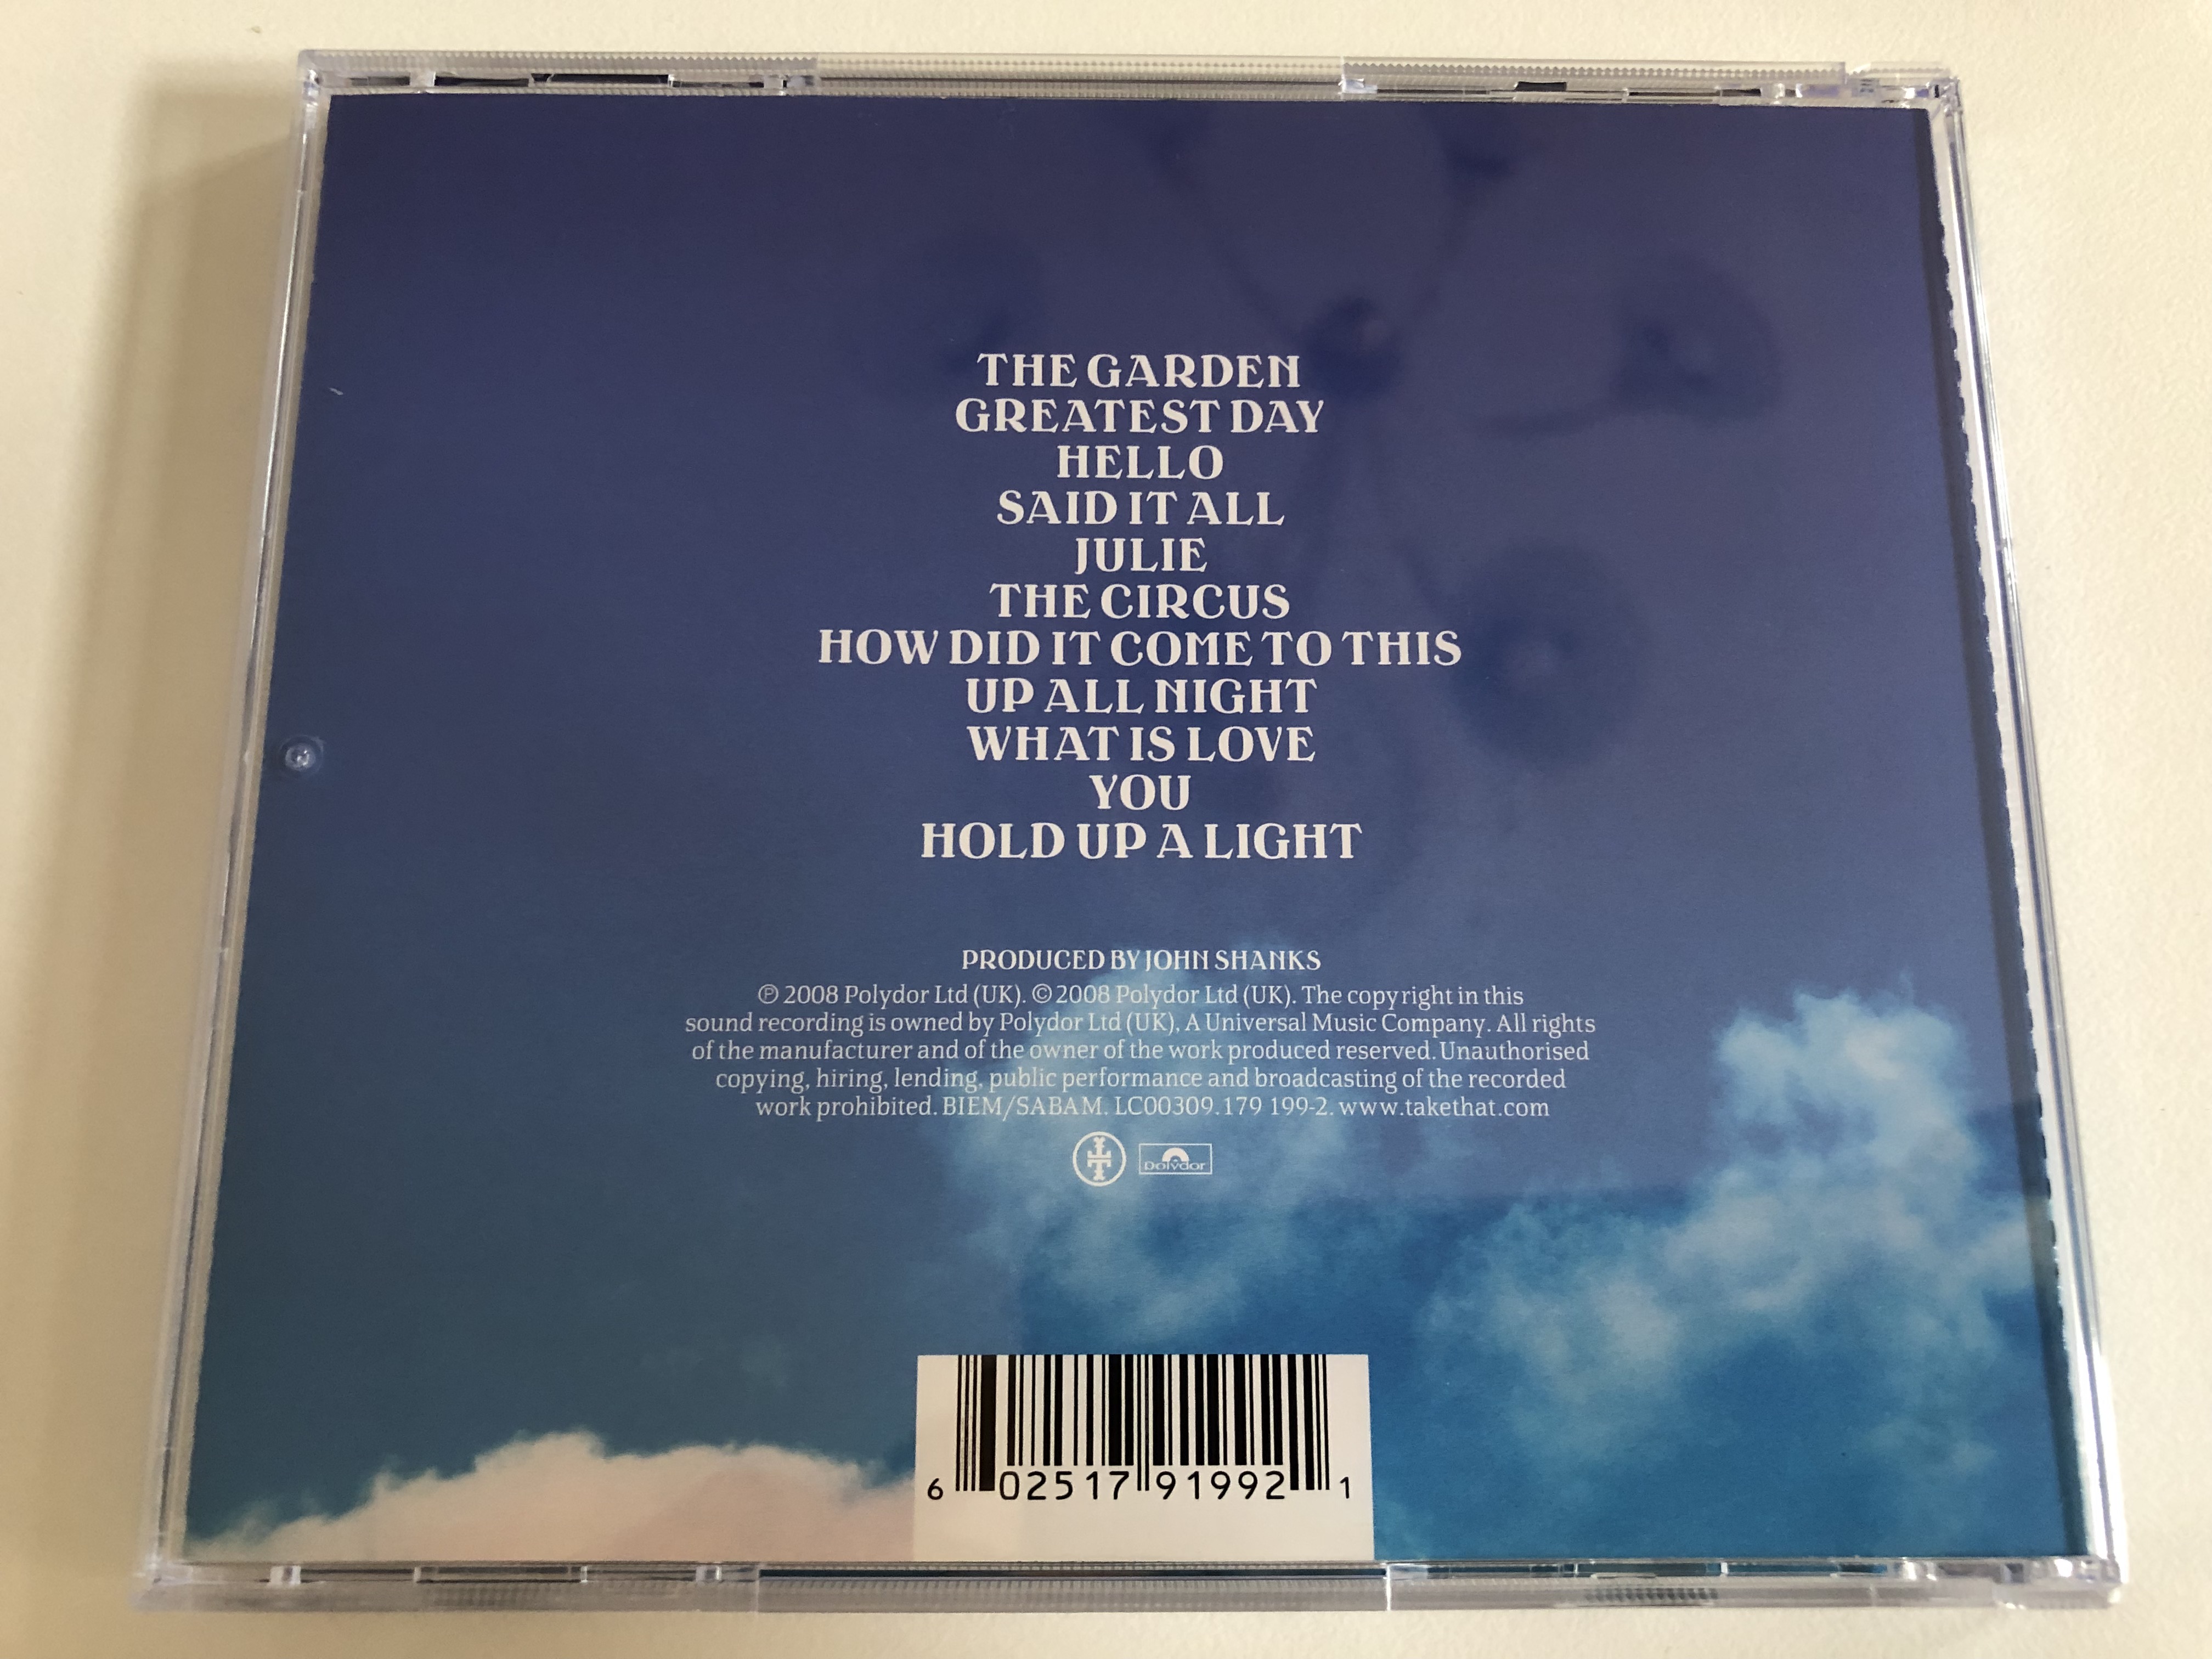 THE GARDEN
GREATEST DAY
HELLO
SAID IT ALL
JULIE
THE CIRCUS
HOW DID IT COME TO THIS
UP ALL NIGHT
WHAT IS LOVE
YOU
HOLD UP A LIGHT
PRODUCED BY JOHN SHANKS
℗ 2008 Polydor Ltd (UK). © 2008 Polydor Ltd (UK). The copyright in this
sound recording is owned by Polydor Ltd (UK), A Universal Music Company. All rights
of the manufacturer and of the owner of the work produced reserved. Unauthorised
copying, hiring, lending, public performance and broadcasting of the recorded
work prohibited. BIEM/SABAM. LC00309.179 199-2. www.takethat.com
Polydor
6 02517 91992 1